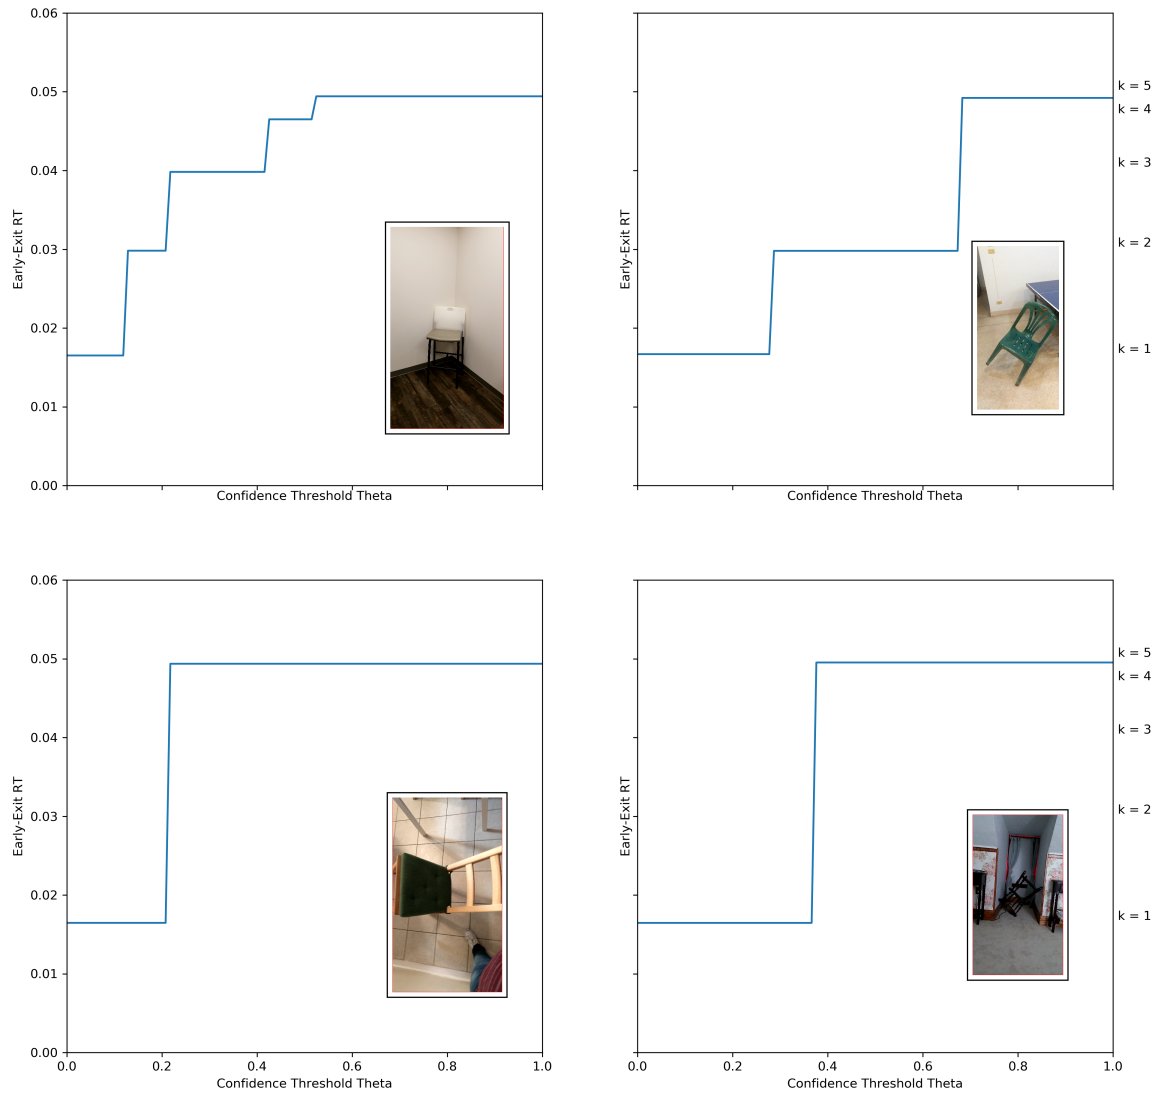 0.06
0.05
0.04
0.03
0.02
0.01
0.00
Early-Exit RT
Confidence Threshold Theta
Early-Exit RT
Confidence Threshold Theta
k = 5
k = 4
k = 3
k = 2
k = 1
0.06
0.05
0.04
0.03
0.02
0.01
0.00
Early-Exit RT
0.0 0.2 0.4 0.6 0.8 1.0
Confidence Threshold Theta
Early-Exit RT
0.0 0.2 0.4 0.6 0.8 1.0
Confidence Threshold Theta
k = 5
k = 4
k = 3
k = 2
k = 1